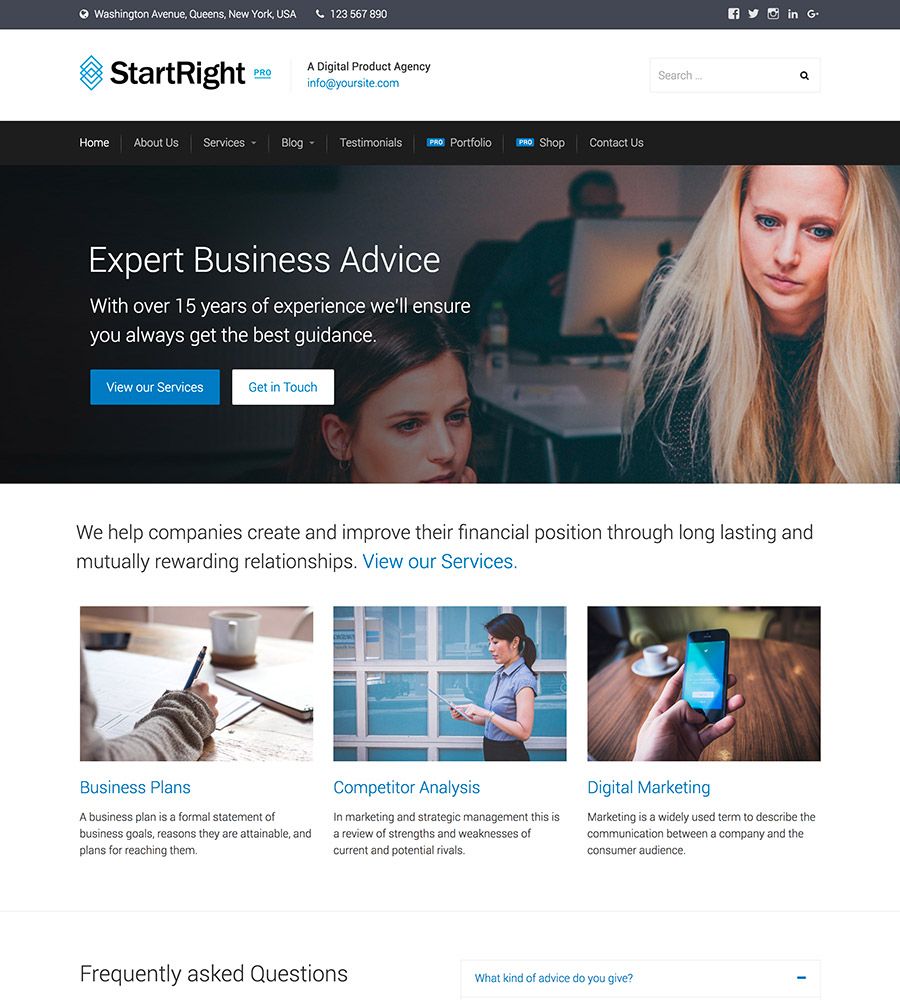 Washington Avenue, Queens, New York, USA 123 567 890
StartRight PRO
A Digital Product Agency
info@yoursite.com
Search ...
Home About Us Services Blog Testimonials PRO Portfolio PRO Shop Contact Us
Expert Business Advice
With over 15 years of experience we'll ensure
you always get the best guidance.
View our Services Get in Touch
We help companies create and improve their financial position through long lasting and
mutually rewarding relationships. View our Services.
Business Plans
A business plan is a formal statement of
business goals, reasons they are attainable, and
plans for reaching them.
Competitor Analysis
In marketing and strategic management this is
a review of strengths and weaknesses of
current and potential rivals.
Digital Marketing
Marketing is a widely used term to describe the
communication between a company and the
consumer audience.
Frequently asked Questions
What kind of advice do you give?